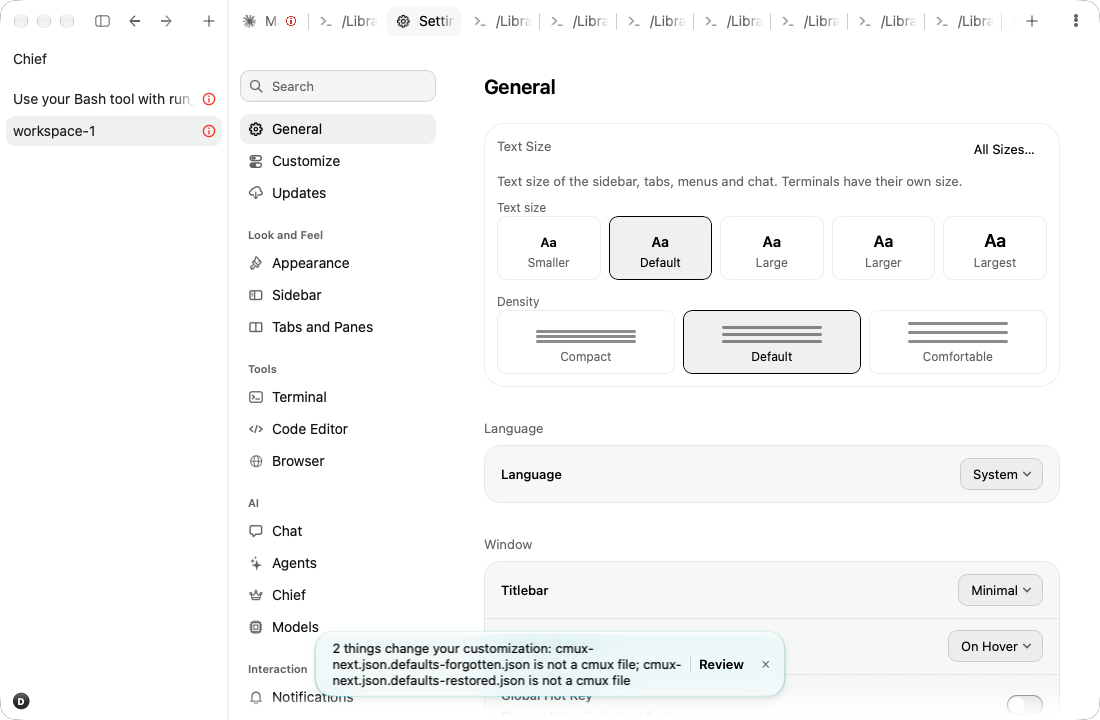 /Libra
Settin
/Libra
/Libra
/Libra
/Libra
/Libra
/Libra
/Libra
Chief
Use your Bash tool with run_
workspace-1
D
Search
General
Customize
Updates
Look and Feel
Appearance
Sidebar
Tabs and Panes
Tools
Terminal
Code Editor
Browser
AI
Chat
Agents
Chief
Models
Interaction
Notifications
General
Text Size
All Sizes...
Text size of the sidebar, tabs, menus and chat. Terminals have their own size.
Text size
Aa Aa Aa Aa Aa
Smaller Default Large Larger Largest
Density
Compact Default Comfortable
Language
Language System
Window
Titlebar Minimal
On Hover
Global Hot Key
2 things change your customization: cmux-
next.json.defaults-forgotten.json is not a cmux file; cmux-
next.json.defaults-restored.json is not a cmux file
Review